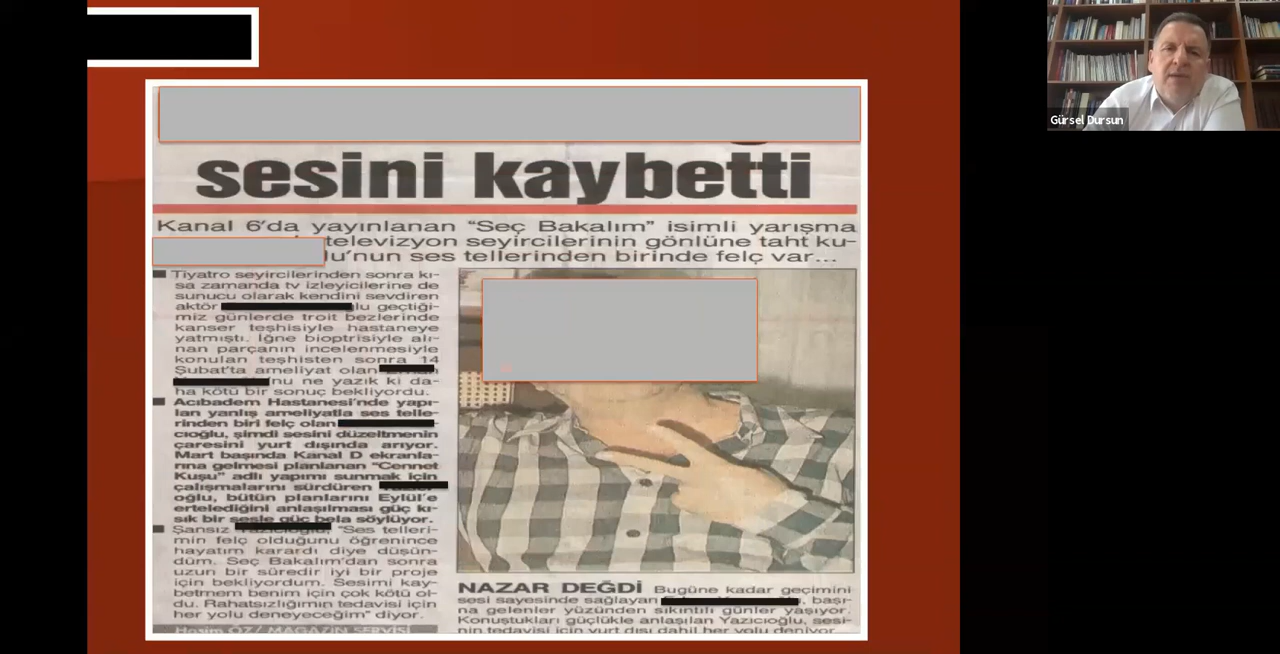 Gürsel Dursun
sesini kaybetti
Kanal 6'da yayınlanan "Seç Bakalım" isimli yarışma
televizyon seyircilerinin gönlüne taht ku-
lu'nun ses tellerinden birinde felç var...
Tiyatro seyircilerinden sonra kı-
sa zamanda tv izleyicilerine de
sunucu olarak kendini sevdiren
aktör lu geçtiği-
miz günlerde troit bezlerinde
kanser teşhisiyle hastaneye
yatmıştı. İğne bioptrisiyle alı-
nan parçanın incelenmesiyle
konulan teşhisten sonra 14
Şubat'ta ameliyat olan
nu ne yazık ki da-
ha kötü bir sonuç bekliyordu.
Acıbadem Hastanesi'nde yapı-
lan yanlış ameliyatla ses telle-
rinden biri felç olan
cıoğlu, şimdi sesini düzeltmenin
çaresini yurt dışında arıyor.
Mart başında Kanal D ekranla-
rına gelmesi planlanan "Cennet
Kuşu" adlı yapımı sunmak için
çalışmalarını sürdüren
oğlu, bütün planlarını Eylül'e
ertelediğini anlaşılması güç kı-
sık bir sesle güç bela söylüyor.
Şansız "Ses telleri-
min felç olduğunu öğrenince
hayatım karardı diye düşün-
düm. Seç Bakalım'dan sonra
uzun bir süredir iyi bir proje
için bekliyordum. Sesimi kay-
betmem benim için çok kötü ol-
du. Rahatsızlığımın tedavisi için
her yolu deneyeceğim" diyor.
Hasim ÖZ / MAGAZİN SERVİSİ
NAZAR DEĞDİ Bugüne kadar geçimini
sesi sayesinde sağlayan başı-
na gelenler yüzünden sıkıntılı günler yaşıyor.
Konuştukları güçlükle anlaşılan Yazıcıoğlu, sesi-
nin tedavisi için yurt dışı dahil her yolu deniyor